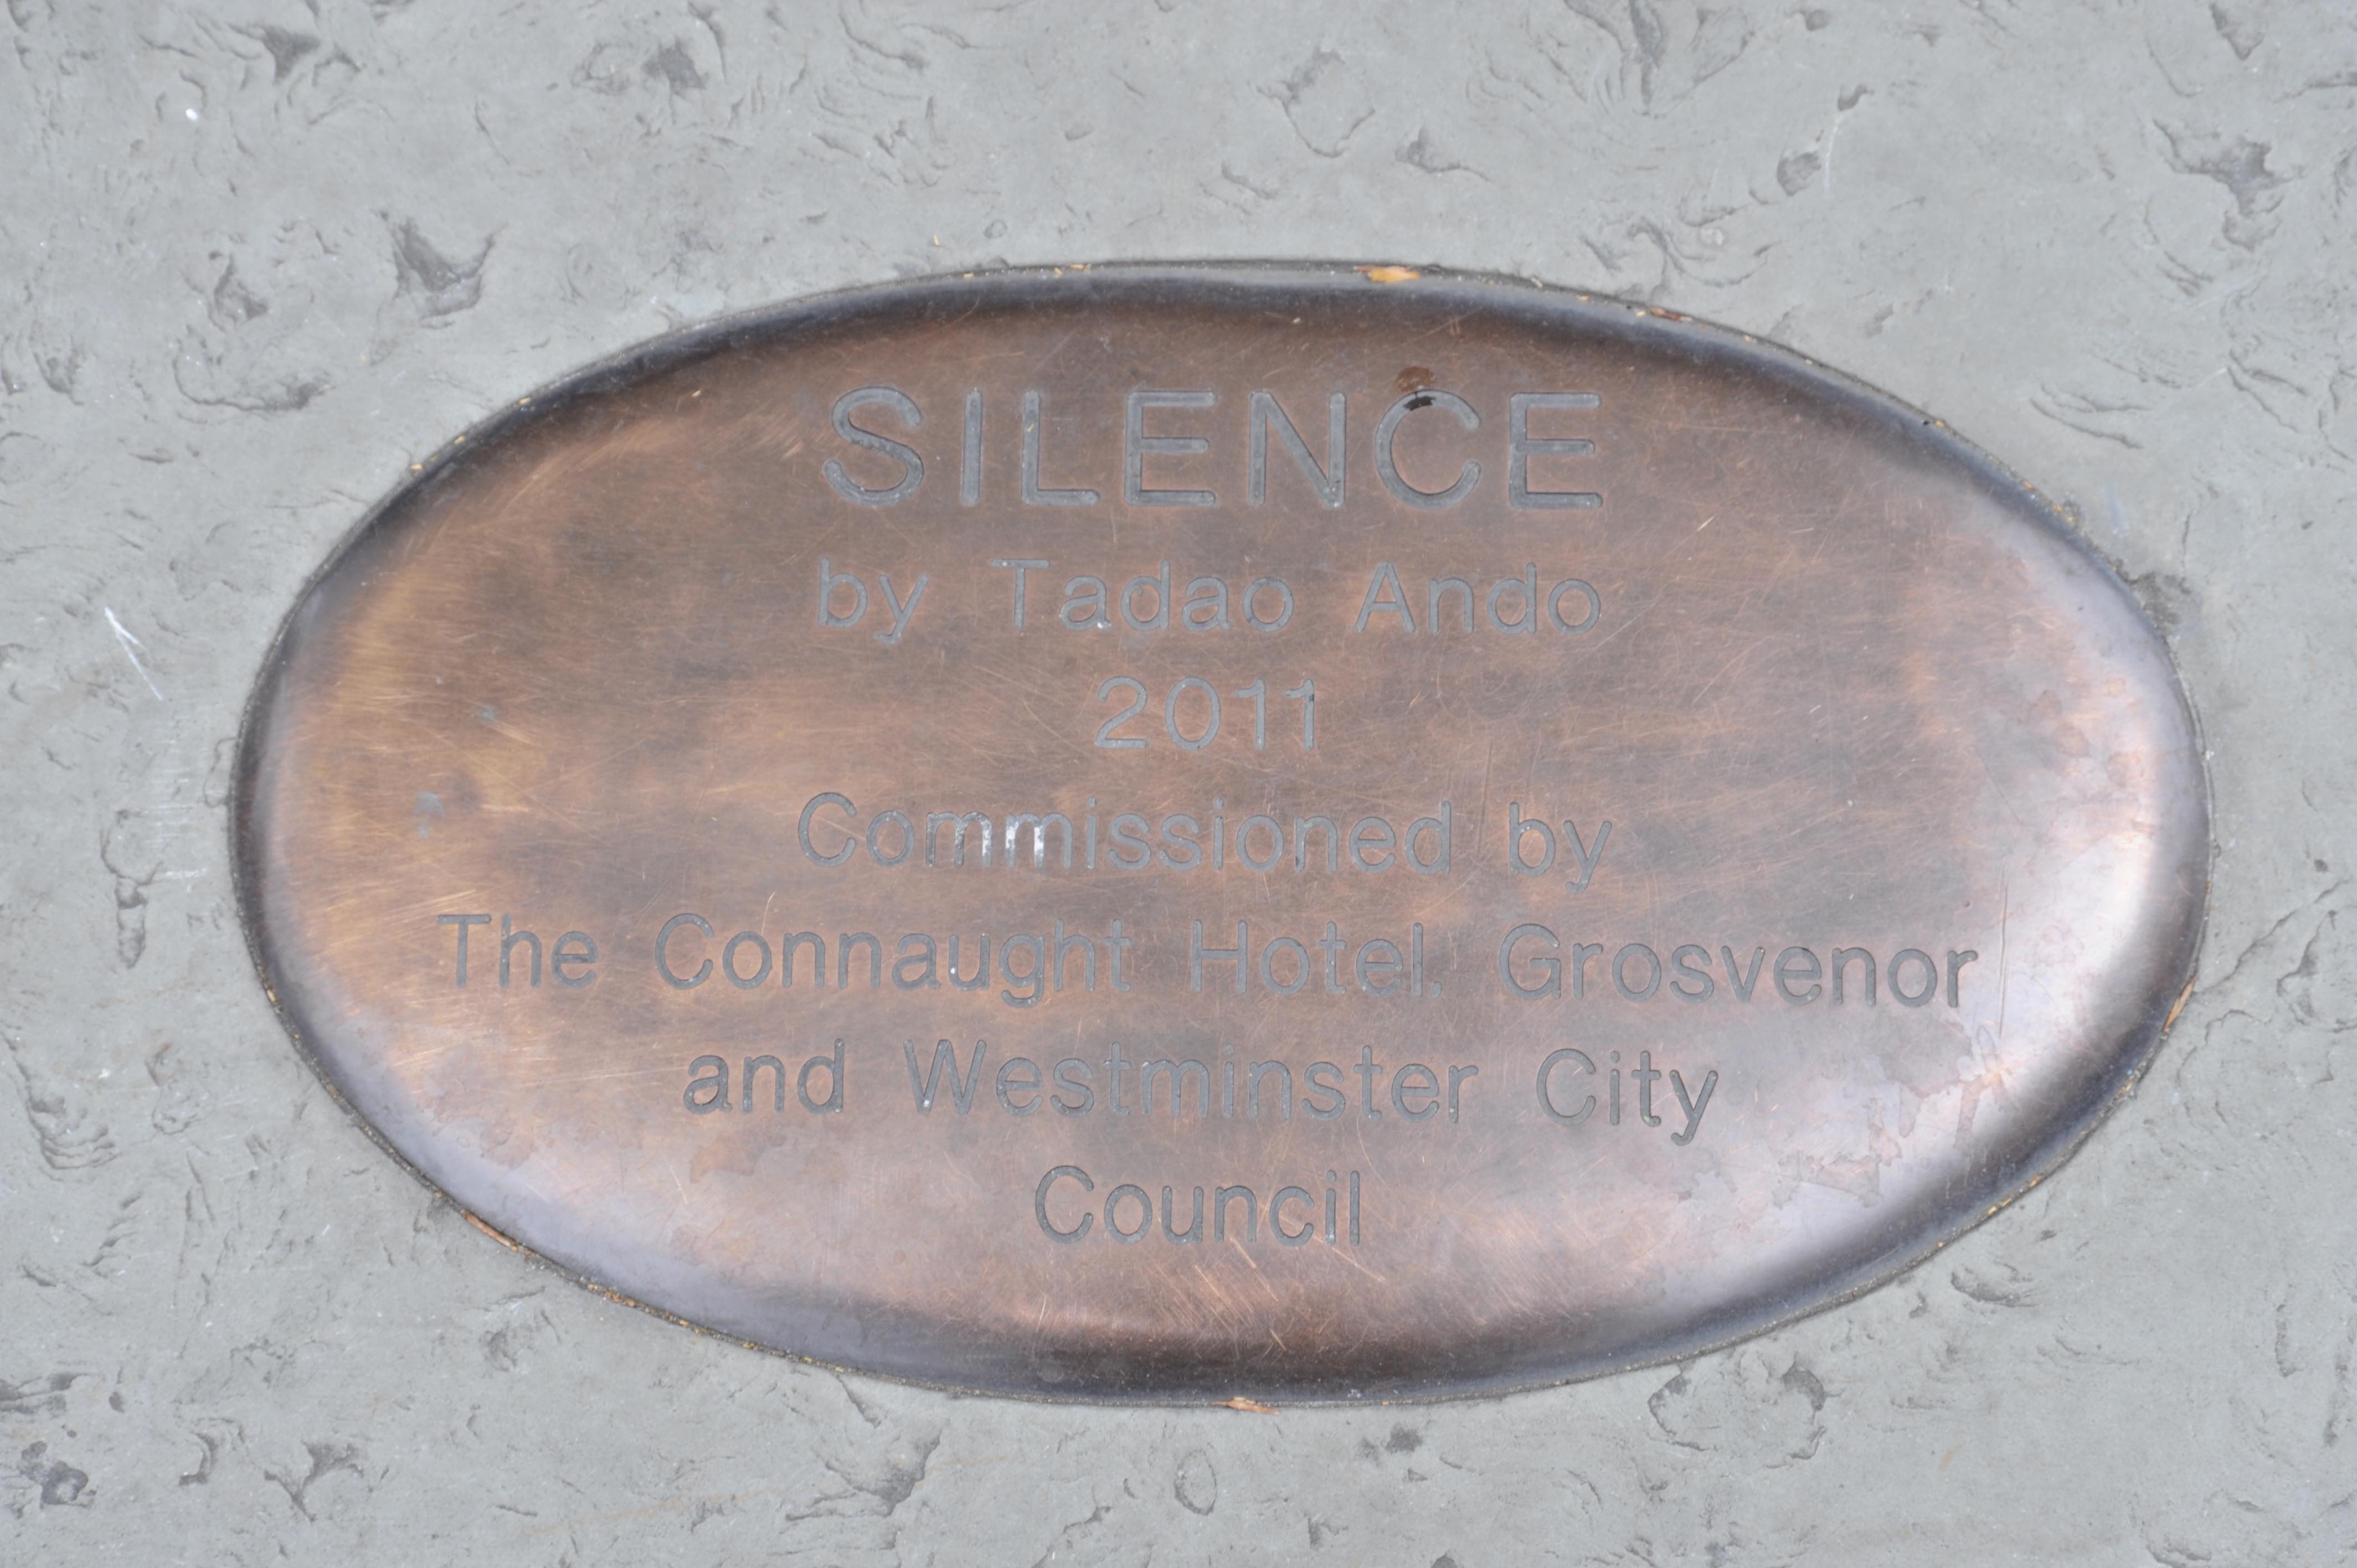 SILENCE
by Tadao Ando
2011
Commissioned by
The Connaught Hotel, Grosvenor
and Westminster City
Council